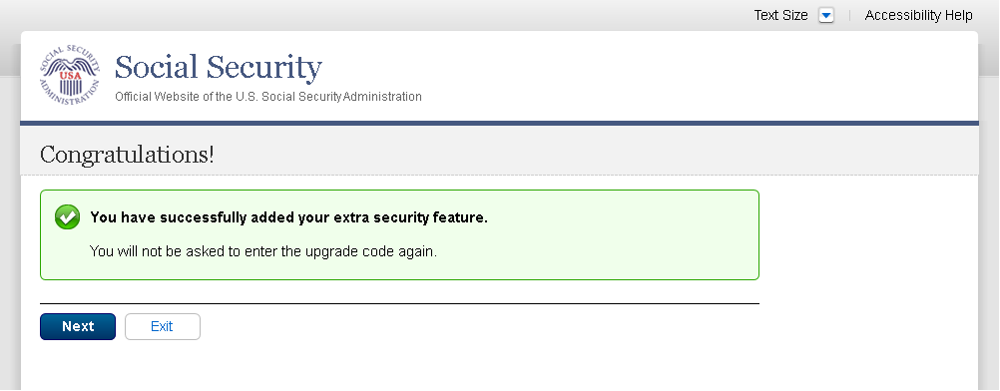 Text Size
Accessibility Help
SOCIAL SECURITY ADMINISTRATION
USA
Social Security
Official Website of the U.S. Social Security Administration
Congratulations!
You have successfully added your extra security feature.
You will not be asked to enter the upgrade code again.
Next
Exit